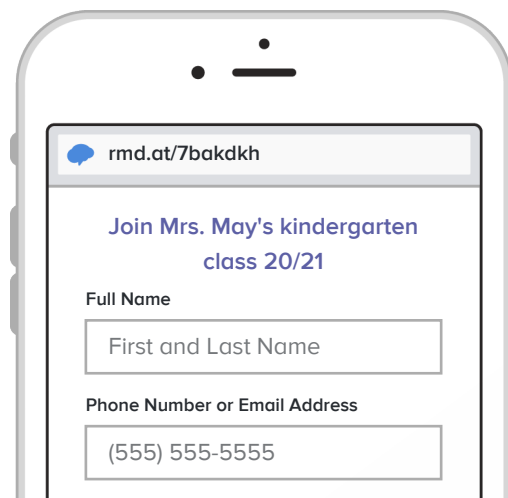 rmd.at/7bakdkh
Join Mrs. May's kindergarten
class 20/21
Full Name
First and Last Name
Phone Number or Email Address
(555) 555-5555